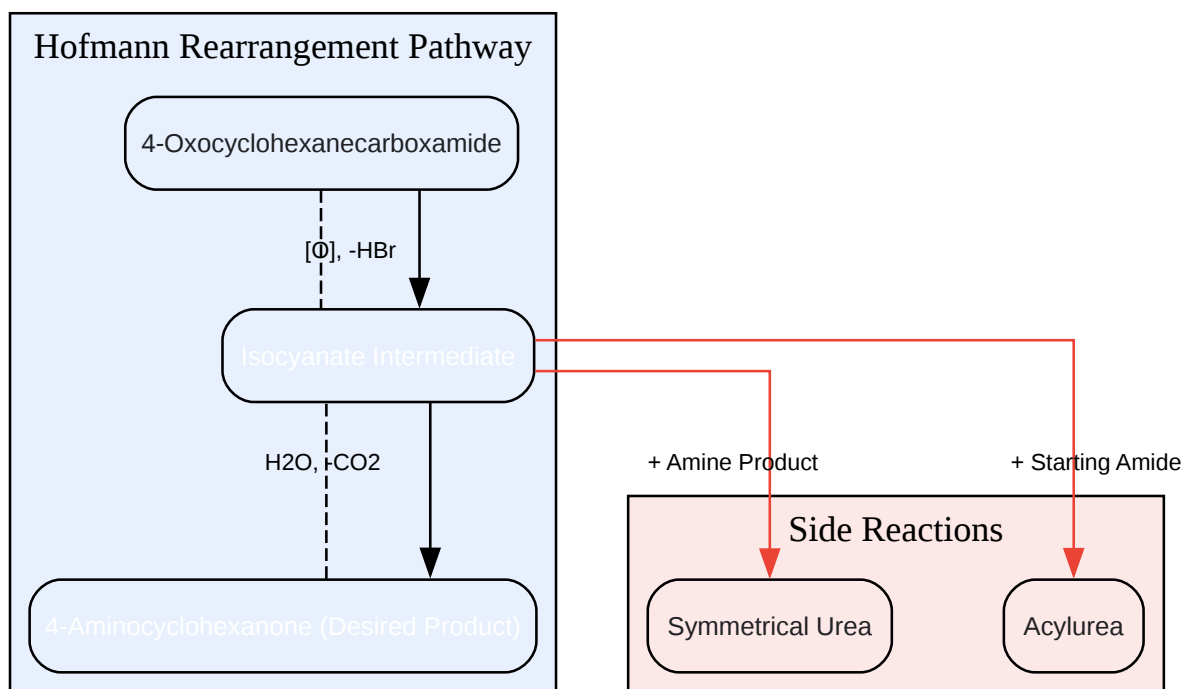 Hofmann Rearrangement Pathway
4-Oxocyclohexanecarboxamide
[O], -HBr
Isocyanate Intermediate
H2O, -CO2
+ Amine Product
+ Starting Amide
Side Reactions
4-Aminocyclohexanone (Desired Product)
Symmetrical Urea
Acylurea